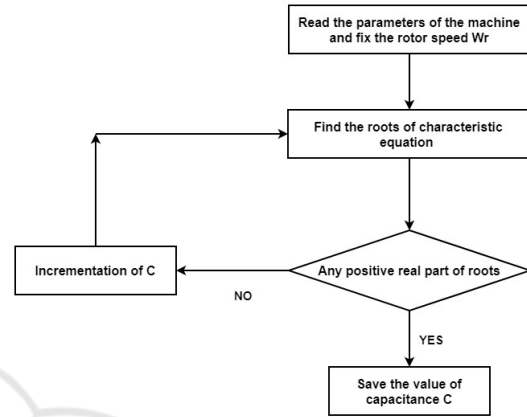 Read the parameters of the machine
and fix the rotor speed Wr
Find the roots of characteristic
equation
Any positive real part of roots
Incrementation of C
NO
YES
Save the value of
capacitance C